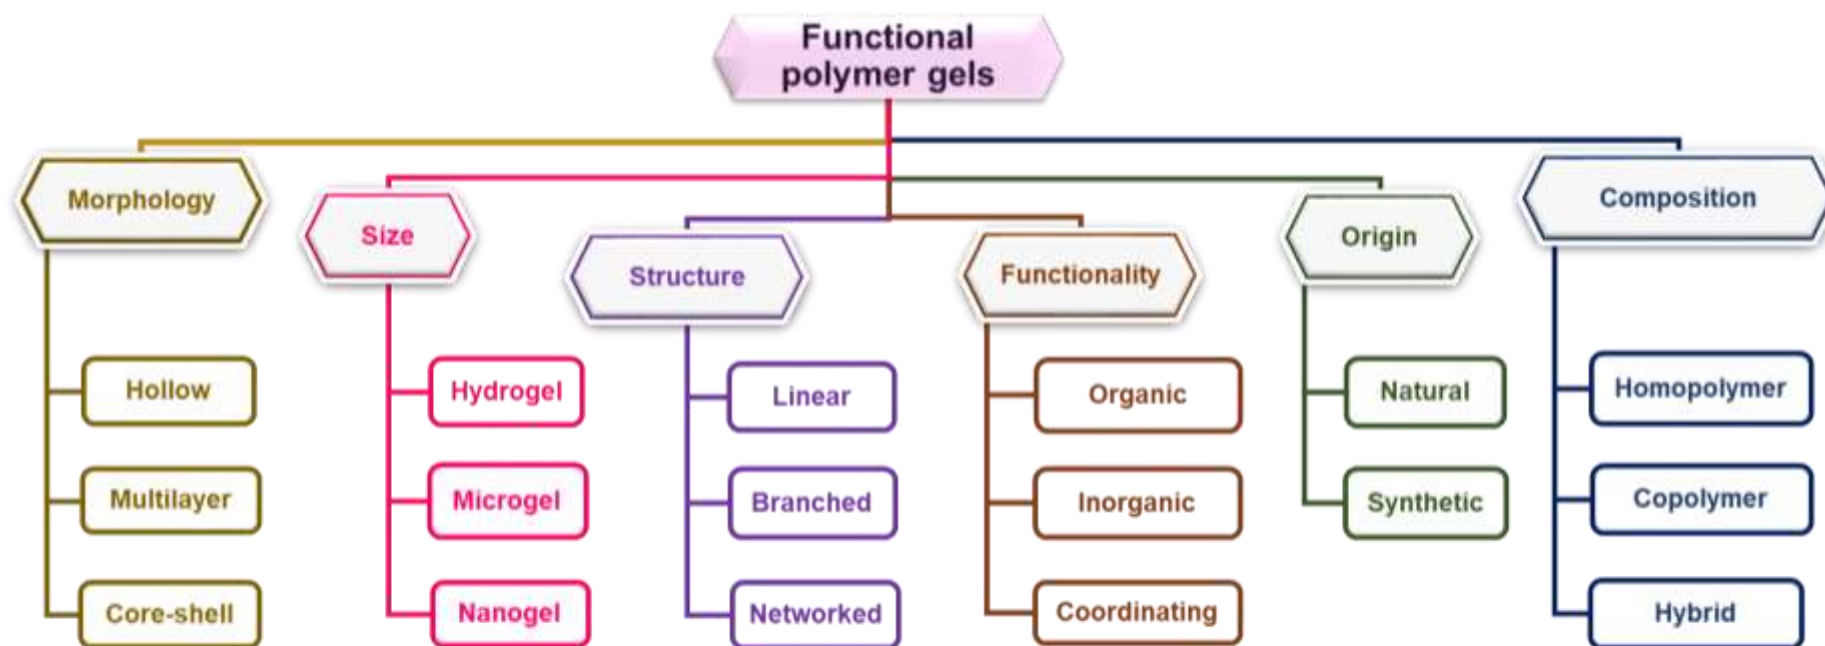 Functional
polymer gels
Morphology
Size
Structure
Functionality
Origin
Composition
Hollow
Multilayer
Core-shell
Hydrogel
Microgel
Nanogel
Linear
Branched
Networked
Organic
Inorganic
Coordinating
Natural
Synthetic
Homopolymer
Copolymer
Hybrid